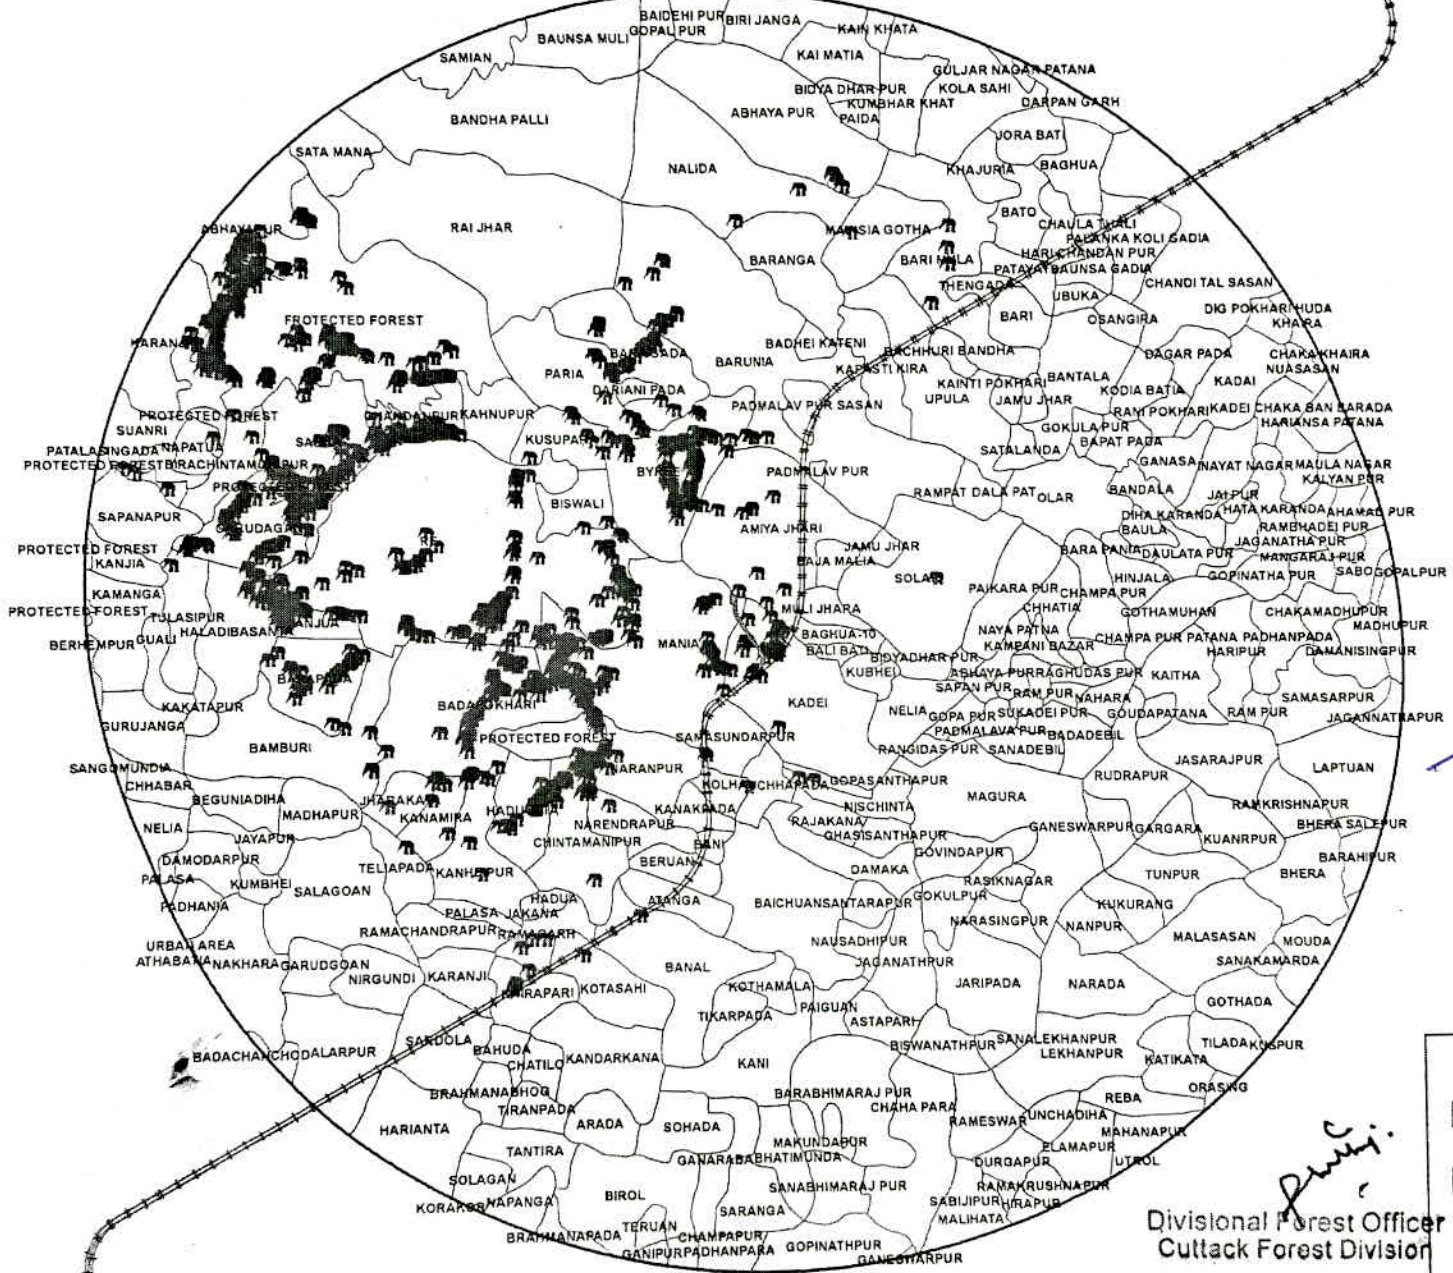 BAIDEHI PUR
BIRI JANGA
GOPAL PUR
KAIN KHATA
BAUNSA MULI
SAMIAN
KAI MATIA
GULJAR NAGAR PATANA
BIDYA DHAR PUR
KOLA SAHI
KUMBHAR KHAT
DARPAN GARH
ABHAYA PUR
PAIDA
BANDHA PALLI
JORA BATI
SATA MANA
NALIDA
KHAJURIA
BAGHUA
BATO
RAI JHAR
CHAULA THALI
PALANKA KOLI GADIA
BARANGA
HARI CHANDAN PUR
PATAYAT
BAUNSA GADIA
THENGADA
CHANDI TAL SASAN
UBUKA
BARI
OSANGIRA
DIG POKHARI HUDA
KHAIRA
PROTECTED FOREST
BADHEI KATENI
BACHHURI BANDHA
DAGAR PADA
CHAKA KHAIRA
NUASASAN
BARUNIA
KAPASTI KIRA
PARIA
DARIANI PADA
KAINTI POKHARI
BANTALA
KODIA BATIA
KADAI
UPULA
JAMU JHAR
PADMALAV PUR SASAN
RANI POKHARI
KADEI
CHAKA BAN BARADA
HARIANSA PATANA
PROTECTED FOREST
CHANDANPUR
KAHNUPUR
SUANRI
GOKULA PUR
BAPAT PADA
SATALANDA
NAPATUA
PATALASINGADA
PROTECTED FOREST
GANASA
INAYAT NAGAR
MAULA NAGAR
KALYAN PUR
PADMALAV PUR
RAMPAT DALA PAT
OLAR
BANDALA
JAI PUR
BISWALI
SAPANAPUR
DIHA KARANDA
HATA KARANDA
AHAMAD PUR
BAULA
RAMBHADEI PUR
AMIYA JHARI
JAGANATHA PUR
PROTECTED FOREST
KANJIA
JAMU JHAR
BARA PANIA
DAULATA PUR
MANGARAJ PUR
BAJA MALIA
SOLAR
HINJALA
GOPINATHA PUR
SABO
GOPALPUR
KAMANGA
PAIKARA PUR
CHAMPA PUR
PROTECTED FOREST
TULASIPUR
MULI JHARA
CHHATIA
GOTHAMUHAN
CHAKAMADHUPUR
MADHUPUR
BERHEMPUR
GUALI
HALADIBASANTA
BAGHUA-10
NAYA PATNA
MANIA
BALI BATI
KAMPANI BAZAR
CHAMPA PUR PATANA
PADHANPADA
HARIPUR
DAMANISINGPUR
BIDYADHAR PUR
KUBHEI
ABHAYA PUR
RAGHUDAS PUR
KAITHA
SAPAN PUR
RAM PUR
NAHARA
SAMASARPUR
KAKATAPUR
BADAPOKHARI
KADEI
NELIA
GOPA PUR
SUKADEI PUR
GOUDAPATANA
RAM PUR
JAGANNATHAPUR
GURUJANGA
PADMALAVA PUR
BADADEBIL
PROTECTED FOREST
SAMASUNDARPUR
RANGIDAS PUR
SANADEBIL
BAMBURI
JASARAJPUR
LAPTUAN
SANGOMUNDIA
NARANPUR
RUDRAPUR
CHHABAR
GOPASANTHAPUR
BEGUNIADIHA
MADHAPUR
KANAMIRA
KANAKPADA
NISCHINTA
MAGURA
RAMKRISHNAPUR
NELIA
NARENDRAPUR
RAJAKANA
GANESWARPUR
GARGARA
KUANRPUR
BHERA SALEPUR
JAYAPUR
CHINTAMANIPUR
BANI
GHASISANTHAPUR
DAMODARPUR
BERUAN
GOVINDAPUR
BARAHIPUR
TELIAPADA
KANHEIPUR
DAMAKA
TUNPUR
BHERA
PALASA
KUMBHEI
SALAGOAN
RASIKNAGAR
PADHANIA
HADUA
ATANGA
BAICHUAN
SANTARAPUR
GOKULPUR
KUKURANG
PALASA
JAKANA
NARASINGPUR
NANPUR
RAMACHANDRAPUR
RAMAGARH
MALASASAN
MOUDA
URBAN AREA
NAUSADHIPUR
ATHABATIA
NAKHARA
GARUDGOAN
BANAL
JAGANATHPUR
SANAKAMARDA
NIRGUNDI
KARANJI
KOTHAMALA
JARIPADA
NARADA
KAIRAPARI
KOTASAHI
GOTHADA
PAIGUAN
TIKARPADA
ASTAPARH
SANDOLA
BISWANATHPUR
SANALEKHANPUR
TILADA
KUSPUR
BADACHANCHODALARPUR
BAHUDA
LEKHANPUR
CHATILO
KANDARKANA
KANI
KATIKATA
ORASING
BRAHMANABHOG
BARABHIMARAJ PUR
REBA
TIRANPADA
CHAHA PARA
UNCHADIHA
RAMESWAR
HARIANTA
ARADA
SOHADA
MAHANAPUR
MAKUNDAPUR
ELAMAPUR
TANTIRA
GANARABA
BHATIMUNDA
DURGAPUR
UTROL
SOLAGAN
SANABHIMARAJ PUR
RAMAKRUSHNAPUR
BIROL
SABIJIPUR
HIRAPUR
NAPANGA
SARANGA
MALIHATA
TERUAN
BRAHMANAPADA
CHAMPAPUR
GOPINATHPUR
GANIPUR
PADHANPARA
GANESWARPUR
Divisional Forest Officer
Cuttack Forest Division